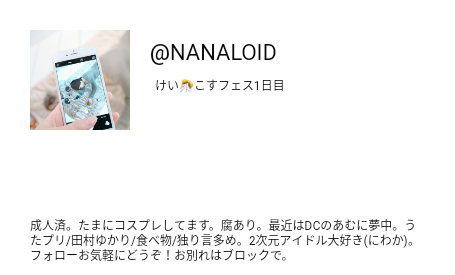 @NANALOID
けい🎊こすフェス1日目
成人済。たまにコスプレしてます。腐あり。最近はDCのあむに夢中。う
たプリ/田村ゆかり/食べ物/独り言多め。2次元アイドル大好き(にわか)。
フォローお気軽にどうぞ！お別れはブロックで。